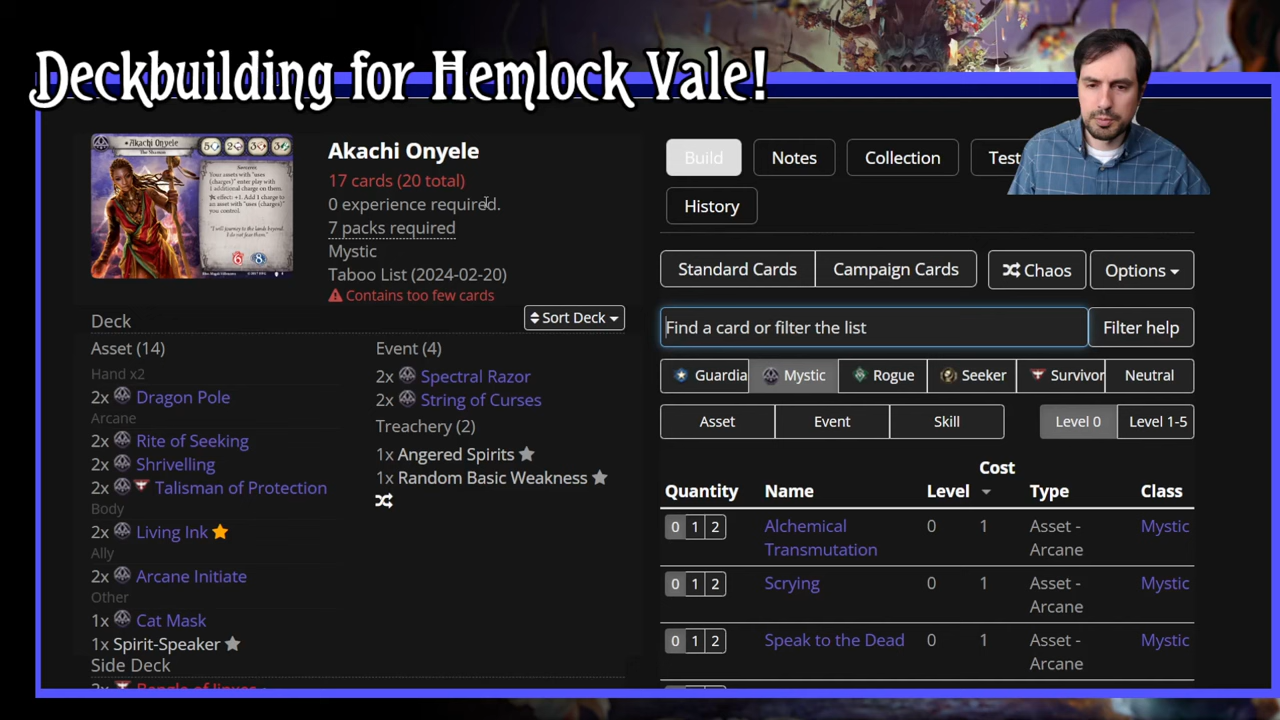 Deckbuilding for Hemlock Vale!
Akachi Onyele
The Shaman
5 2 3 3
Akachi Onyele
17 cards (20 total)
0 experience required.
7 packs required
Mystic
Taboo List (2024-02-20)
Contains too few cards
Sort Deck
Deck
Asset (14)
Hand x2
2x Dragon Pole
Arcane
2x Rite of Seeking
2x Shrivelling
2x Talisman of Protection
Body
2x Living Ink
Ally
2x Arcane Initiate
Other
1x Cat Mask
1x Spirit-Speaker
Side Deck
Event (4)
2x Spectral Razor
2x String of Curses
Treachery (2)
1x Angered Spirits
1x Random Basic Weakness
Build Notes Collection Test
History
Standard Cards Campaign Cards Chaos Options
Find a card or filter the list Filter help
Guardia Mystic Rogue Seeker Survivor Neutral
Asset Event Skill Level 0 Level 1-5
Quantity Name Level Cost Type Class
0 1 2 Alchemical Transmutation 0 1 Asset - Arcane Mystic
0 1 2 Scrying 0 1 Asset - Arcane Mystic
0 1 2 Speak to the Dead 0 1 Asset - Arcane Mystic